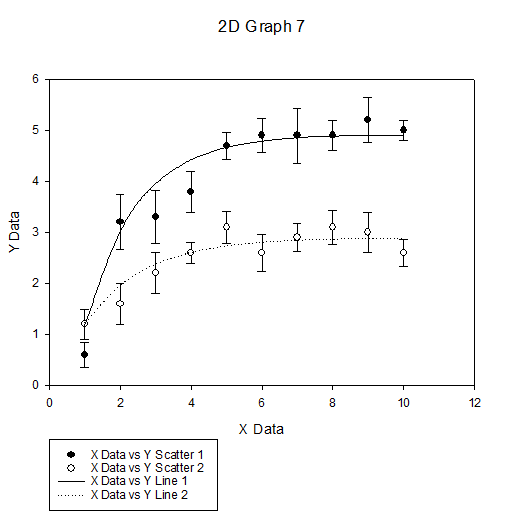 2D Graph 7
6
5
4
3
2
1
0
Y Data
0 2 4 6 8 10 12
X Data
X Data vs Y Scatter 1
X Data vs Y Scatter 2
X Data vs Y Line 1
X Data vs Y Line 2